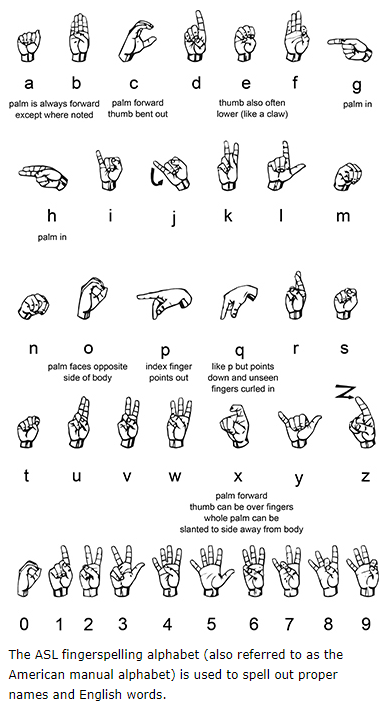 a b c d e f g
palm is always forward except where noted
palm forward thumb bent out
thumb also often lower (like a claw)
palm in
h i j k l m
palm in
n o p q r s
palm faces opposite side of body
index finger points out
like p but points down and unseen fingers curled in
Z
t u v w x y z
palm forward
thumb can be over fingers
whole palm can be
slanted to side away from body
0 1 2 3 4 5 6 7 8 9
The ASL fingerspelling alphabet (also referred to as the
American manual alphabet) is used to spell out proper
names and English words.